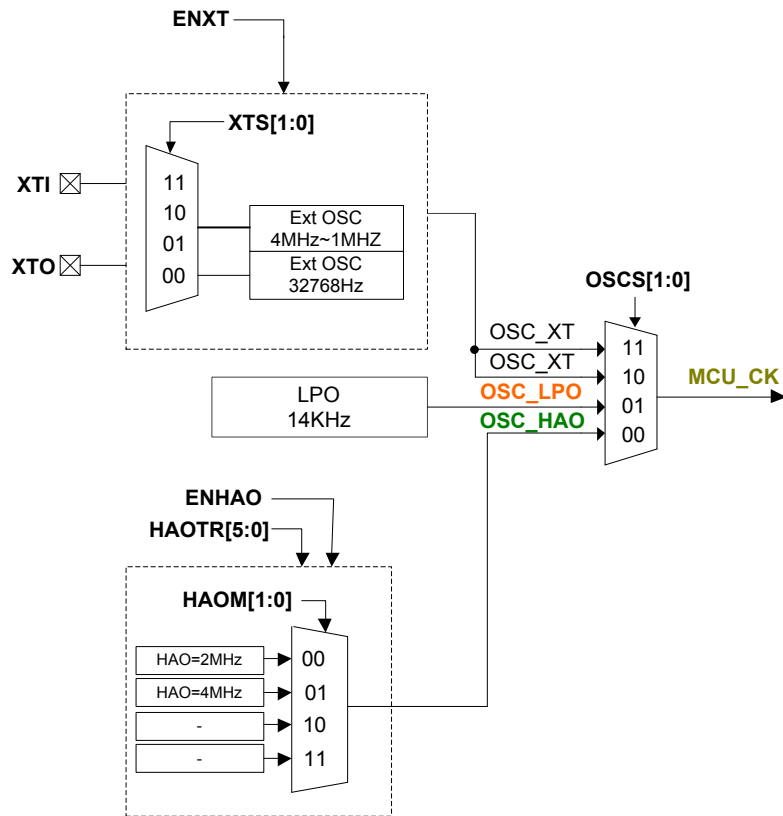 ENXT
XTS[1:0]
XTI
XTO
11
10
01
00
Ext OSC
4MHz~1MHZ
Ext OSC
32768Hz
OSCS[1:0]
OSC_XT
OSC_XT
OSC_LPO
OSC_HAO
11
10
01
00
MCU_CK
LPO
14KHz
ENHAO
HAOTR[5:0]
HAOM[1:0]
HAO=2MHz
00
HAO=4MHz
01
-
10
-
11